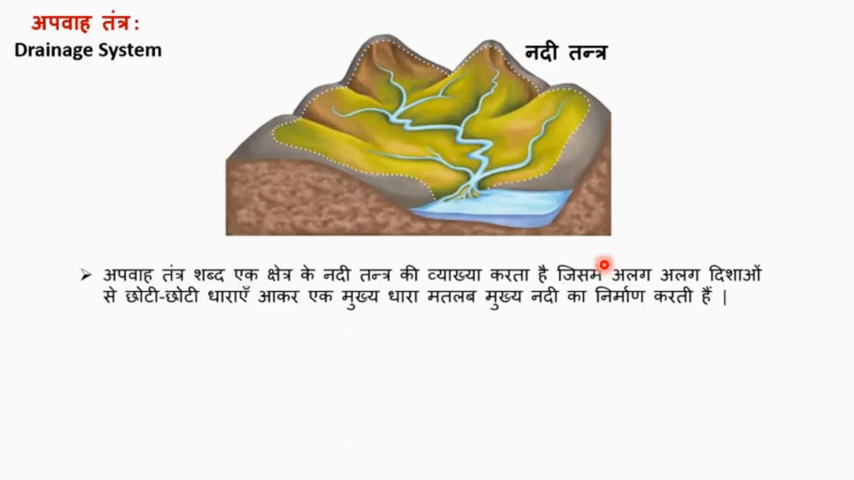 अपवाह तंत्र :
Drainage System
नदी तन्त्र
➢ अपवाह तंत्र शब्द एक क्षेत्र के नदी तन्त्र की व्याख्या करता है जिसमें अलग अलग दिशाओं
से छोटी-छोटी धाराएँ आकर एक मुख्य धारा मतलब मुख्य नदी का निर्माण करती हैं |